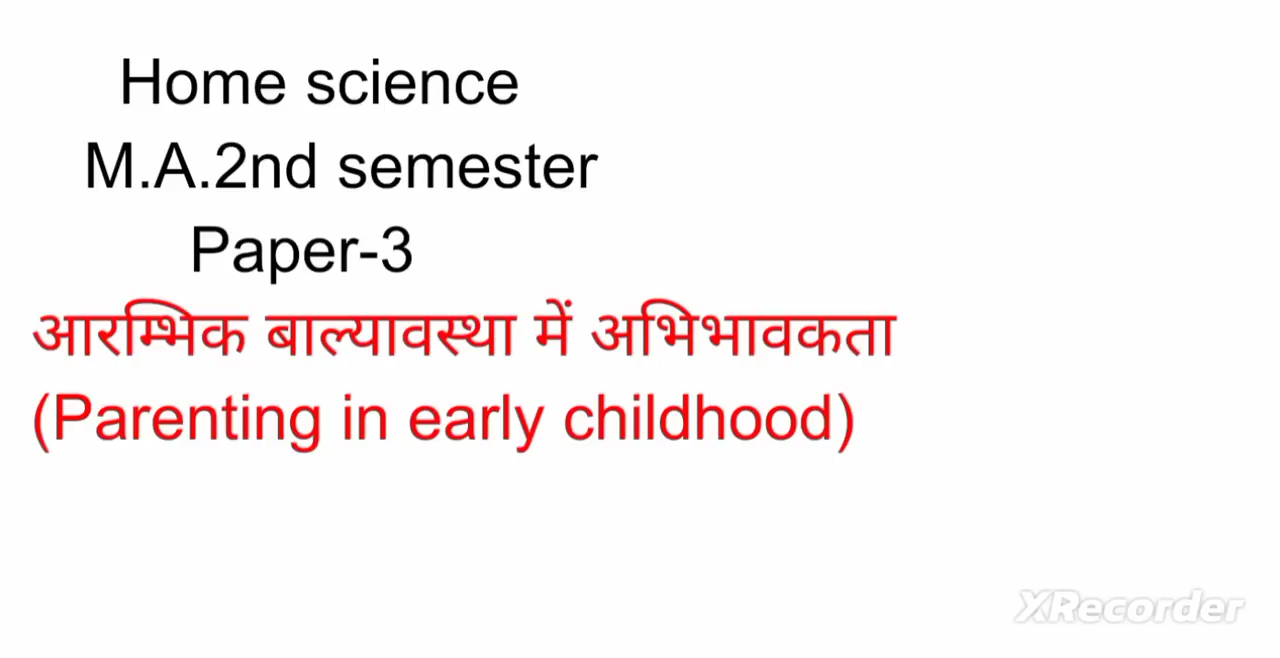 Home science
M.A.2nd semester
Paper-3
आरम्भिक बाल्यावस्था में अभिभावकता
(Parenting in early childhood)
XRecorder